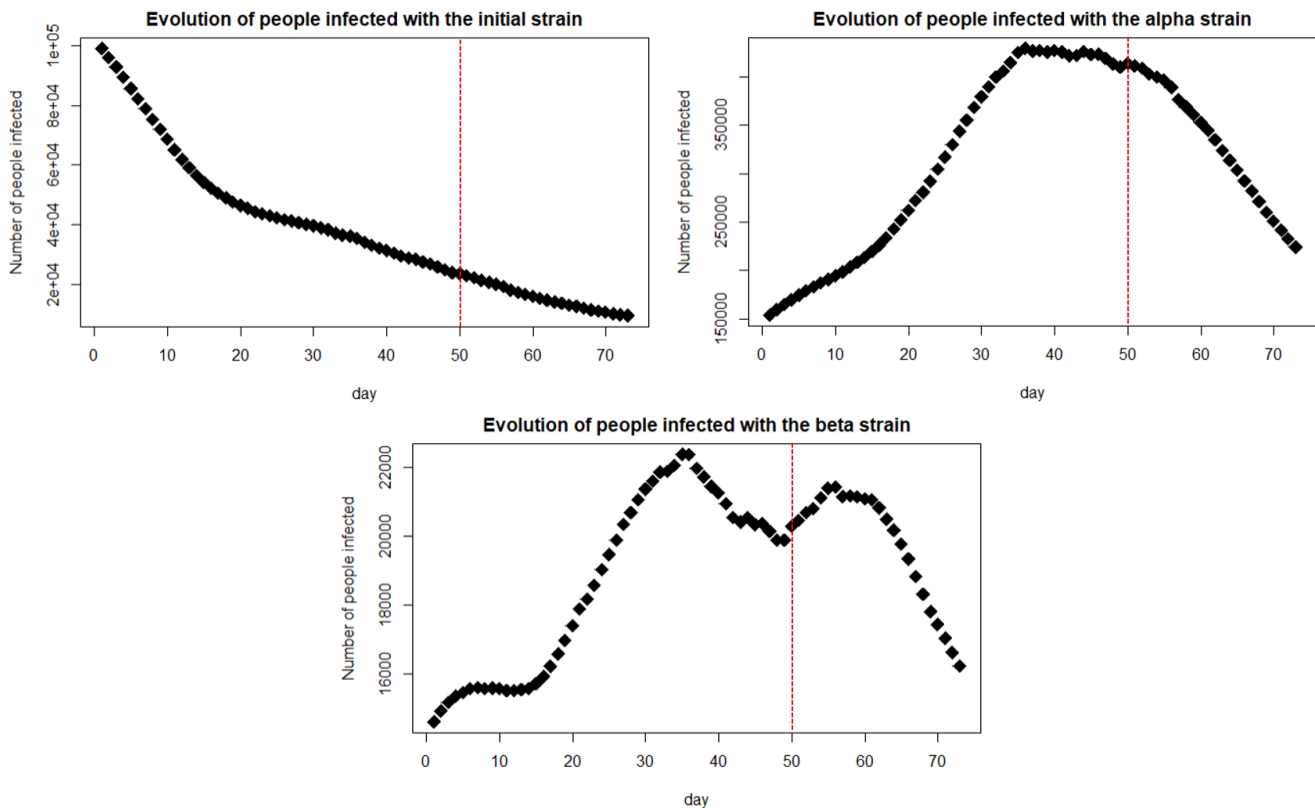 Evolution of people infected with the initial strain
Number of people infected
1e+05
8e+04
6e+04
4e+04
2e+04
0 10 20 30 40 50 60 70
day
Evolution of people infected with the alpha strain
Number of people infected
350000
250000
150000
0 10 20 30 40 50 60 70
day
Evolution of people infected with the beta strain
Number of people infected
22000
20000
18000
16000
0 10 20 30 40 50 60 70
day